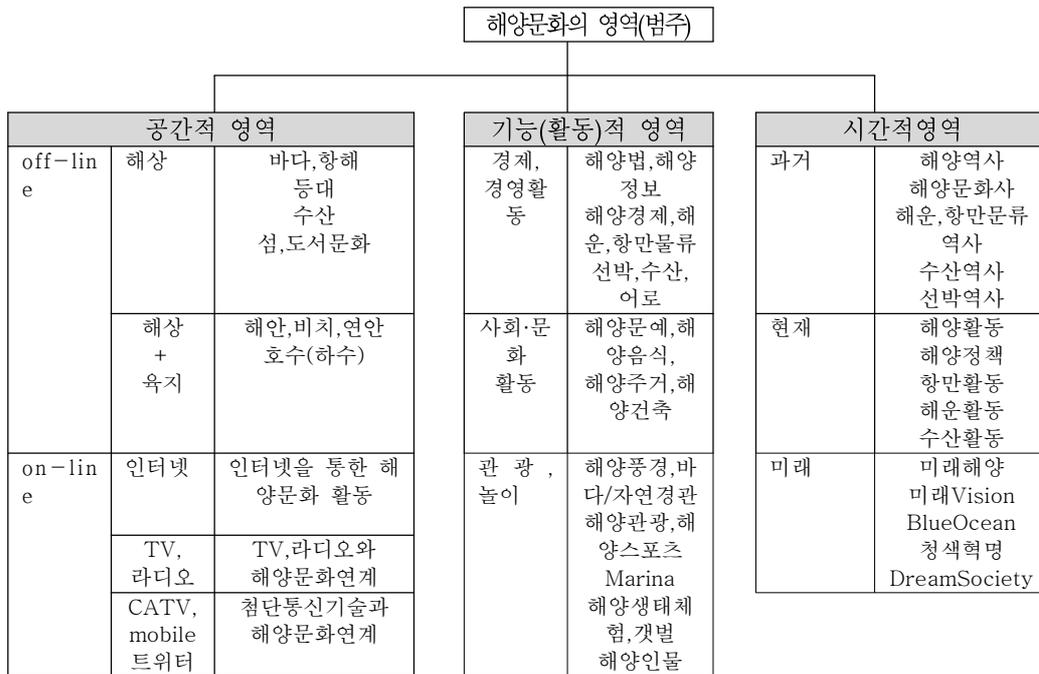 해양문화의 영역(범주)
공간적 영역
off-lin
e
해상
바다,항해
등대
수산
섬,도서문화
해상
+
육지
해안,비치,연안
호수(하수)
on-lin
e
인터넷
인터넷을 통한 해
양문화 활동
TV,
라디오
TV,라디오와
해양문화연계
CATV,
mobile
트위터
첨단통신기술과
해양문화연계
기능(활동)적 영역
경제,
경영활
동
해양법,해양
정보
해양경제,해
운,항만물류
선박,수산,
어로
사회·문
화
활동
해양문예,해
양음식,
해양주거,해
양건축
관 광 ,
놀이
해양풍경,바
다/자연경관
해양관광,해
양스포츠
Marina
해양생태체
험,갯벌
해양인물
시간적영역
과거
해양역사
해양문화사
해운,항만문류
역사
수산역사
선박역사
현재
해양활동
해양정책
항만활동
해운활동
수산활동
미래
미래해양
미래Vision
BlueOcean
청색혁명
DreamSociety